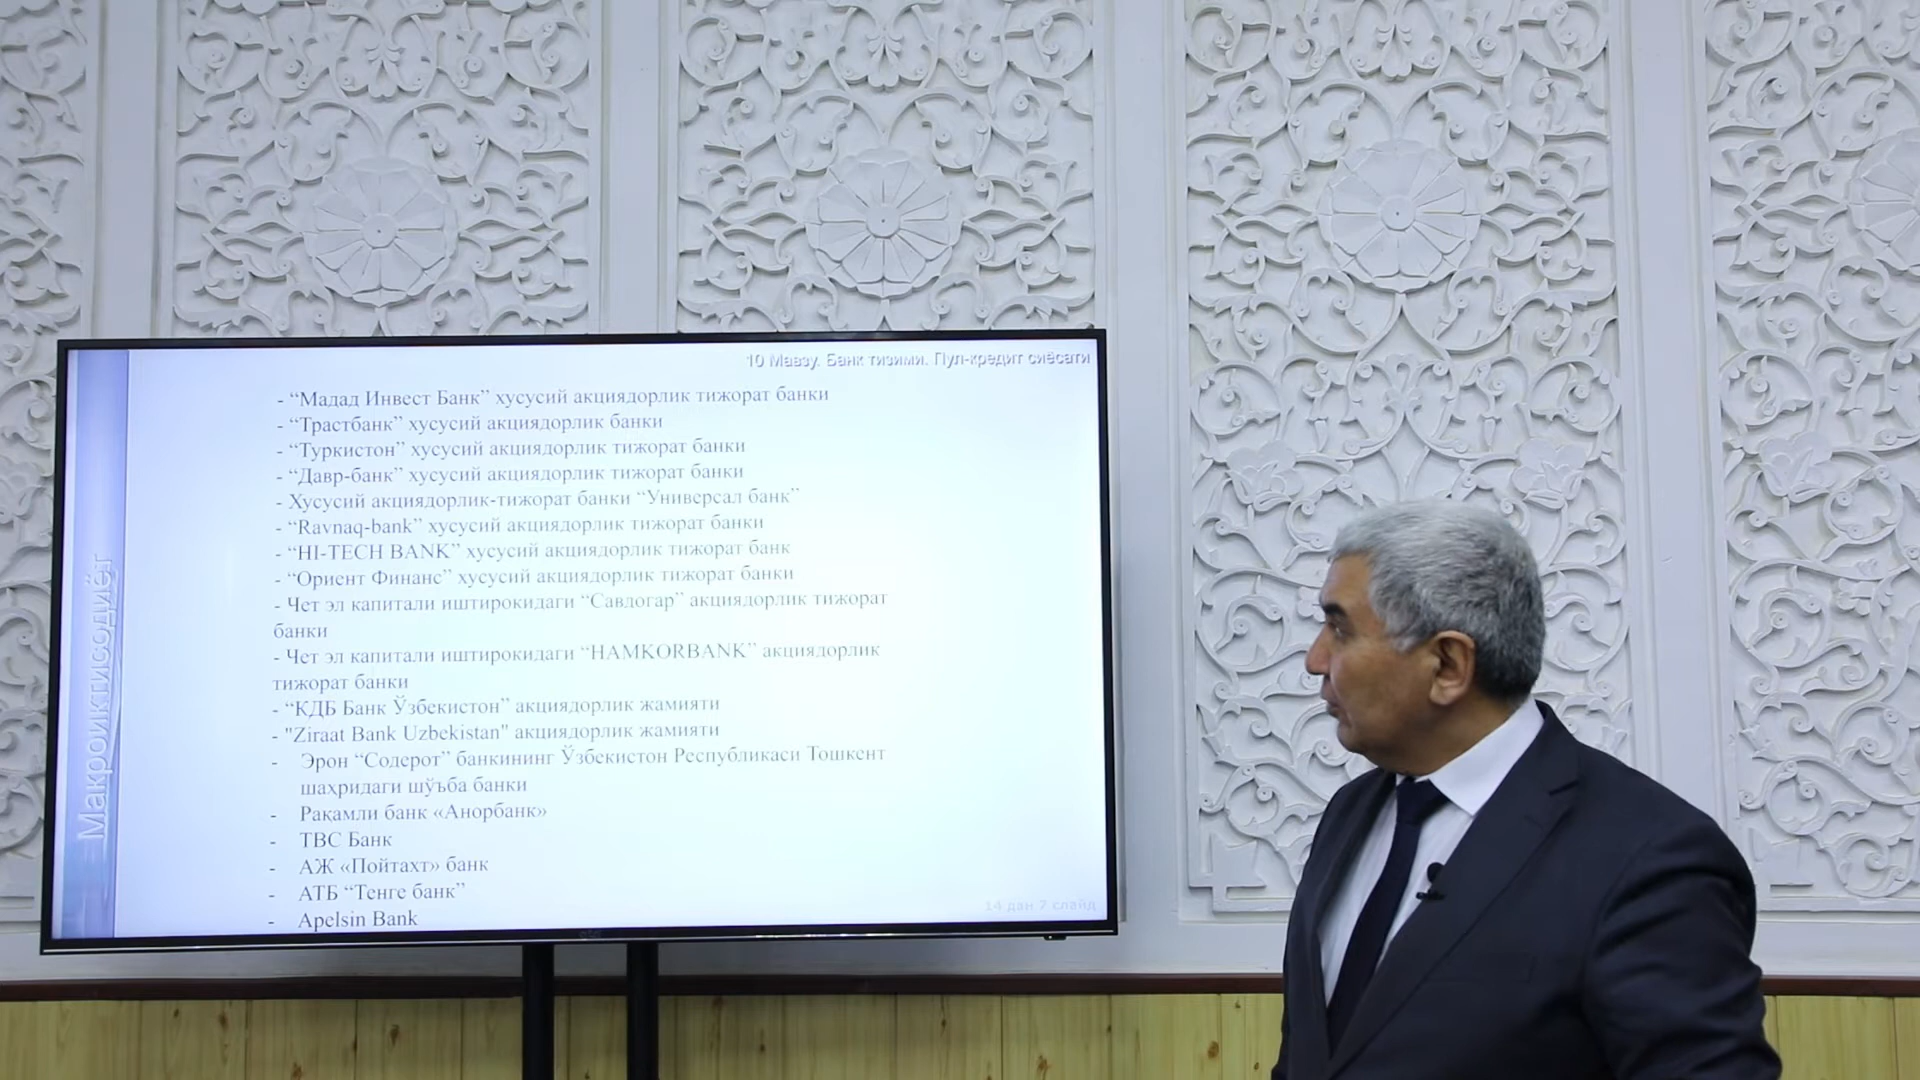 10 Мавзу. Банк тизими. Пул-кредит сиёсати
Макроиктисодиёт
- “Мадад Инвест Банк” хусусий акциядорлик тижорат банки
- “Трастбанк” хусусий акциядорлик банки
- “Туркистон” хусусий акциядорлик тижорат банки
- “Давр-банк” хусусий акциядорлик тижорат банки
- Хусусий акциядорлик-тижорат банки “Универсал банк”
- “Ravnaq-bank” хусусий акциядорлик тижорат банки
- “HI-TECH BANK” хусусий акциядорлик тижорат банк
- “Ориент Финанс” хусусий акциядорлик тижорат банки
- Чет эл капитали иштирокидаги “Савдогар” акциядорлик тижорат
банки
- Чет эл капитали иштирокидаги “HAMKORBANK” акциядорлик
тижорат банки
- “КДБ Банк Ўзбекистон” акциядорлик жамияти
- "Ziraat Bank Uzbekistan" акциядорлик жамияти
- Эрон “Содерот” банкининг Ўзбекистон Республикаси Тошкент
шаҳридаги шўъба банки
- Рақамли банк «Анорбанк»
- ТВС Банк
- АЖ «Пойтахт» банк
- АТБ “Тенге банк”
- Apelsin Bank
14 дан 7 слайд